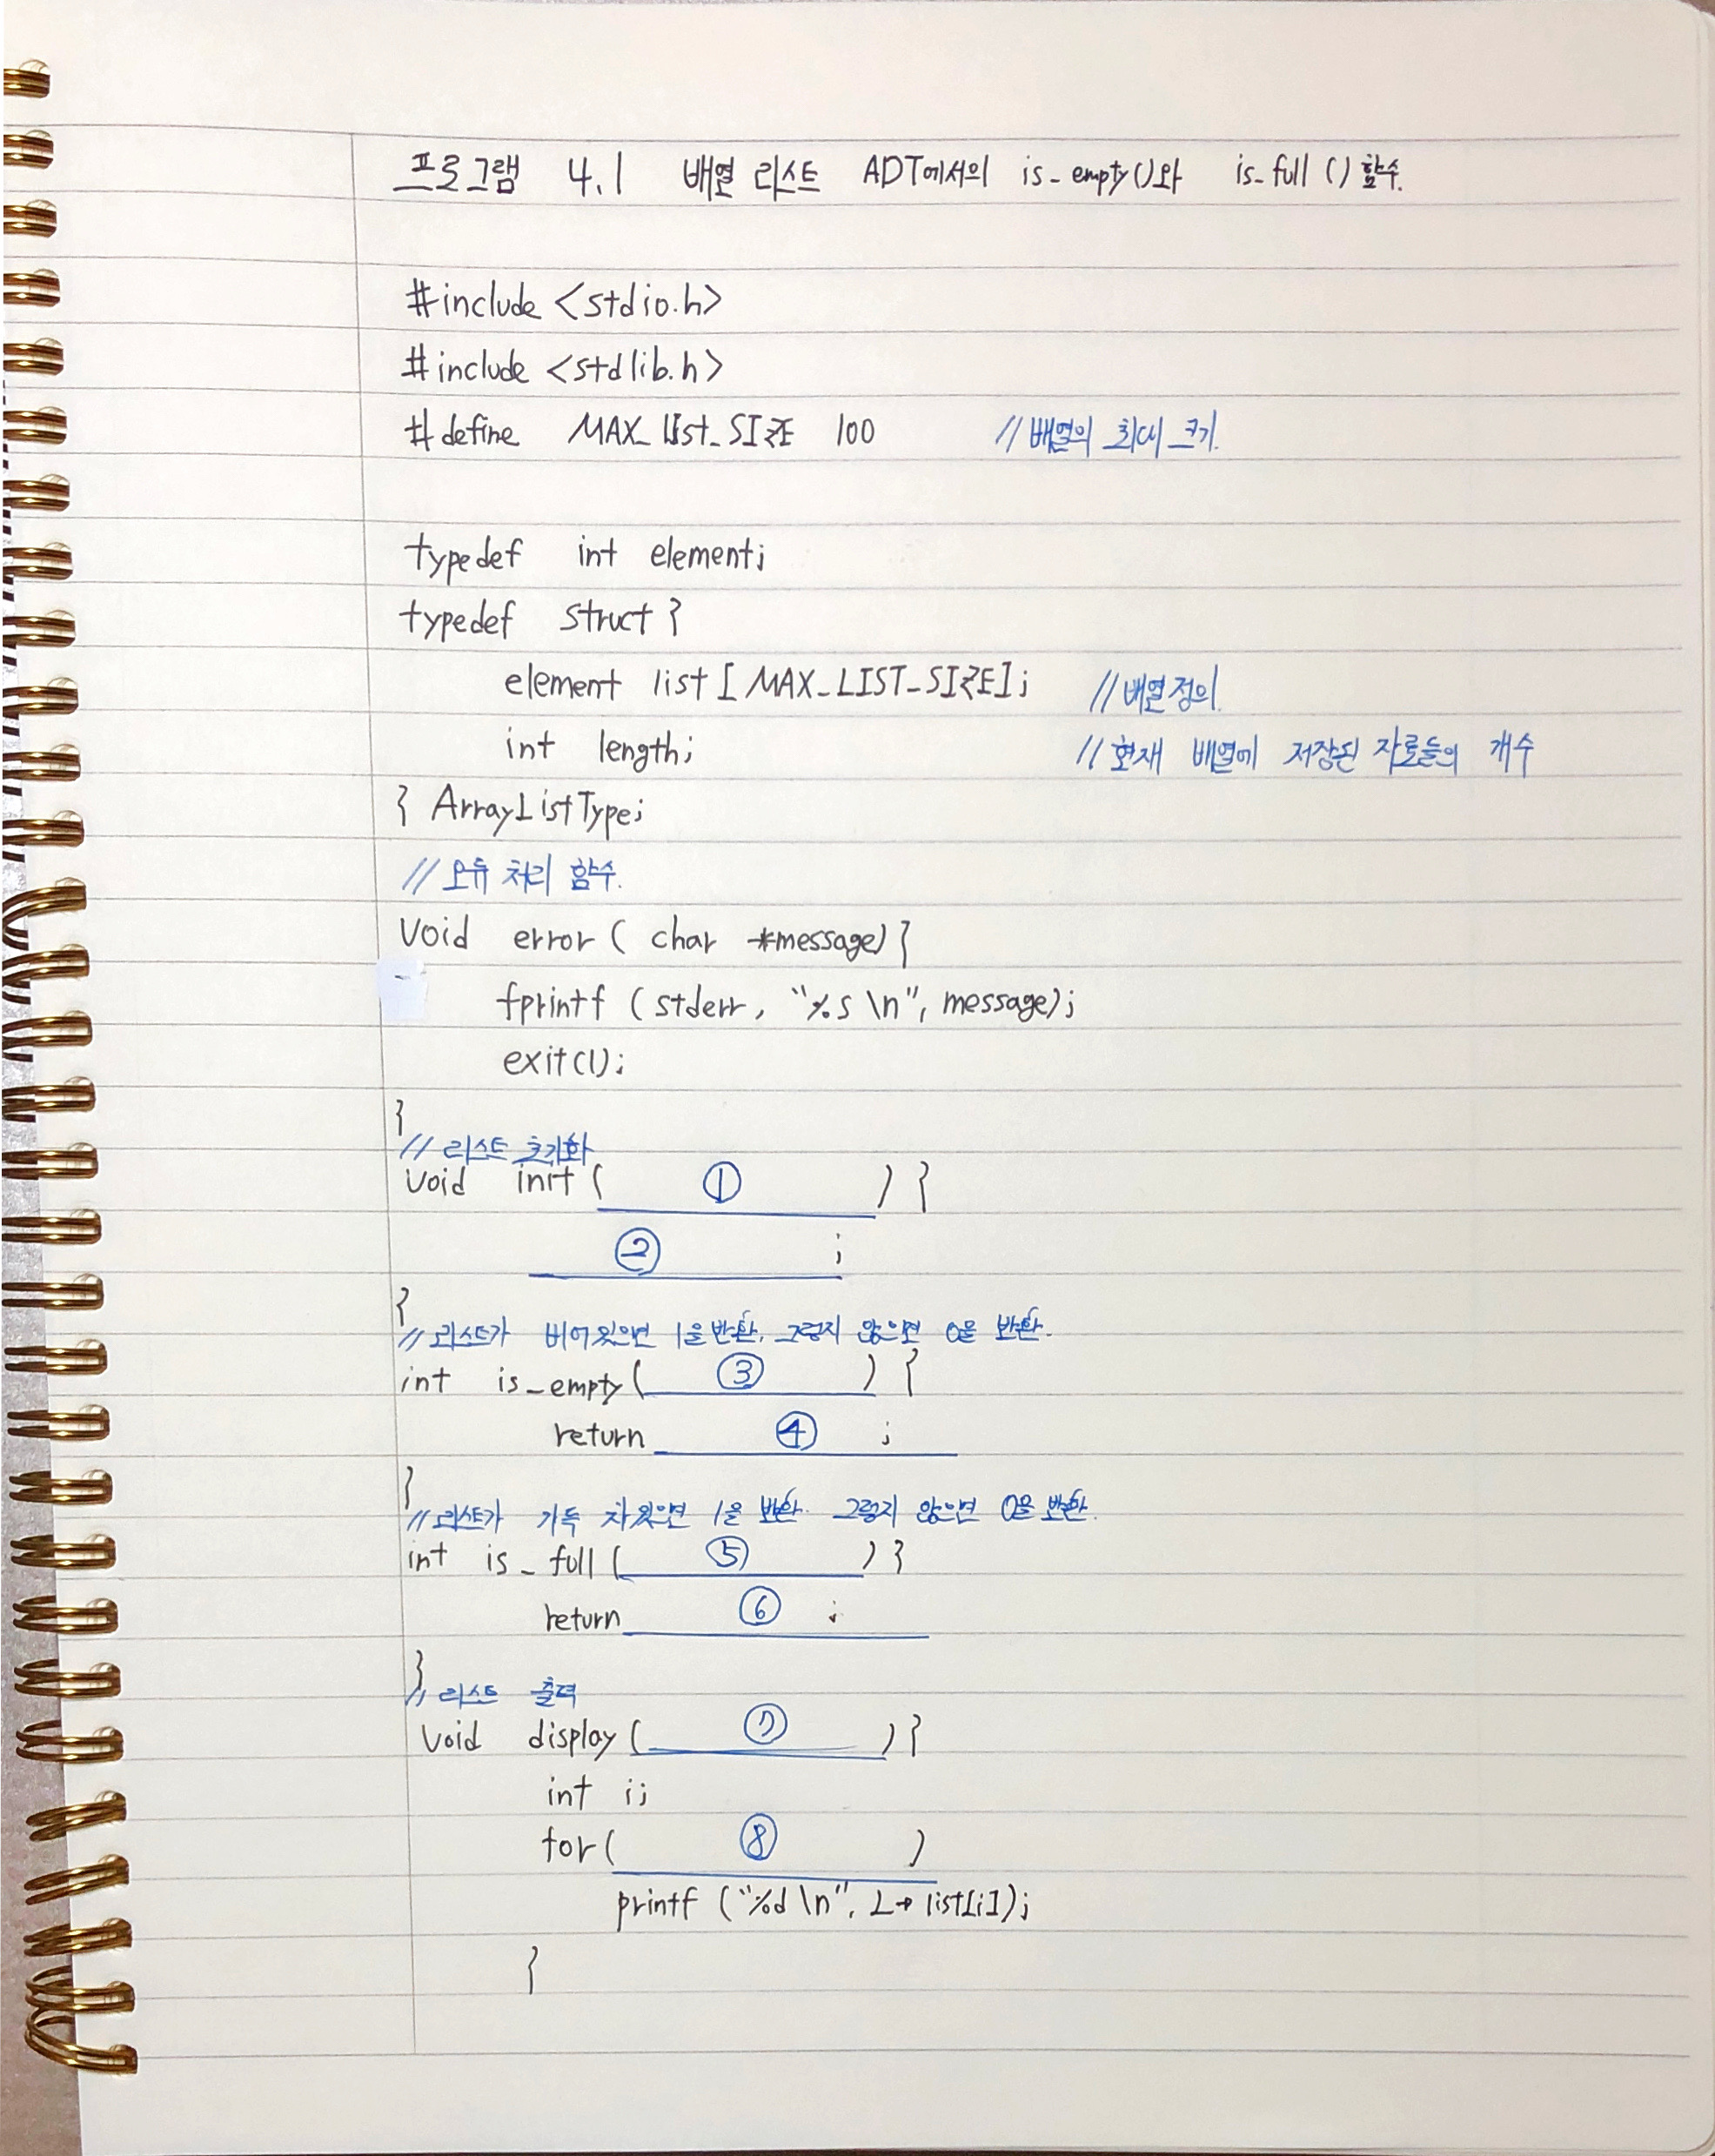 프로그램 4.1 배열 리스트 ADT에서의 is_empty()와 is_full () 함수.
#include <stdio.h>
#include <stdlib.h>
#define MAX_LIST_SIZE 100 //배열의 최대 크기.
typedef int element;
typedef struct {
element list [MAX_LIST_SIZE]; //배열정의.
int length; //현재 배열에 저장된 자료들의 개수
} ArrayListType;
//오류 처리 함수.
void error ( char *message) {
fprintf (stderr, "%s \n", message);
exit(1);
}
// 리스트 초기화
void init ( ① ) {
② ;
}
// 리스트가 비어있으면 1을 반환. 그렇지 않으면 0을 반환.
int is_empty( ③ ) {
return ④ ;
}
// 리스트가 가득 차있으면 1을 반환. 그렇지 않으면 0을 반환.
int is_full ( ⑤ ) }
return ⑥ ;
}
// 리스트 출력
void display ( ⑦ ) {
int i;
for ( ⑧ )
printf ("%d \n", L→list[i]);
}